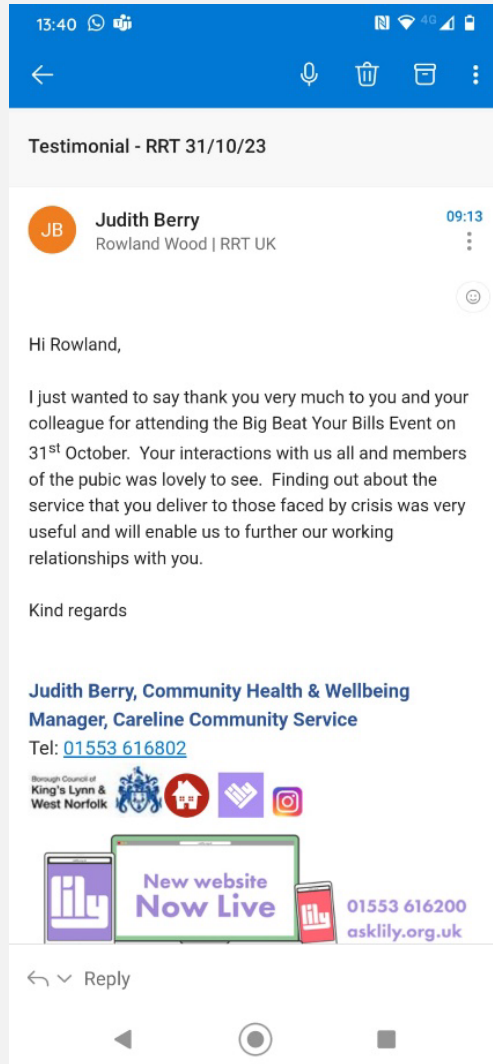 13:40
4G
Testimonial - RRT 31/10/23
JB
Judith Berry
09:13
Rowland Wood | RRT UK
Hi Rowland,
I just wanted to say thank you very much to you and your
colleague for attending the Big Beat Your Bills Event on
31st October. Your interactions with us all and members
of the pubic was lovely to see. Finding out about the
service that you deliver to those faced by crisis was very
useful and will enable us to further our working
relationships with you.
Kind regards
Judith Berry, Community Health & Wellbeing
Manager, Careline Community Service
Tel: 01553 616802
Borough Council of
King's Lynn &
West Norfolk
lily
New website
Now Live
lily
01553 616200
asklily.org.uk
Reply